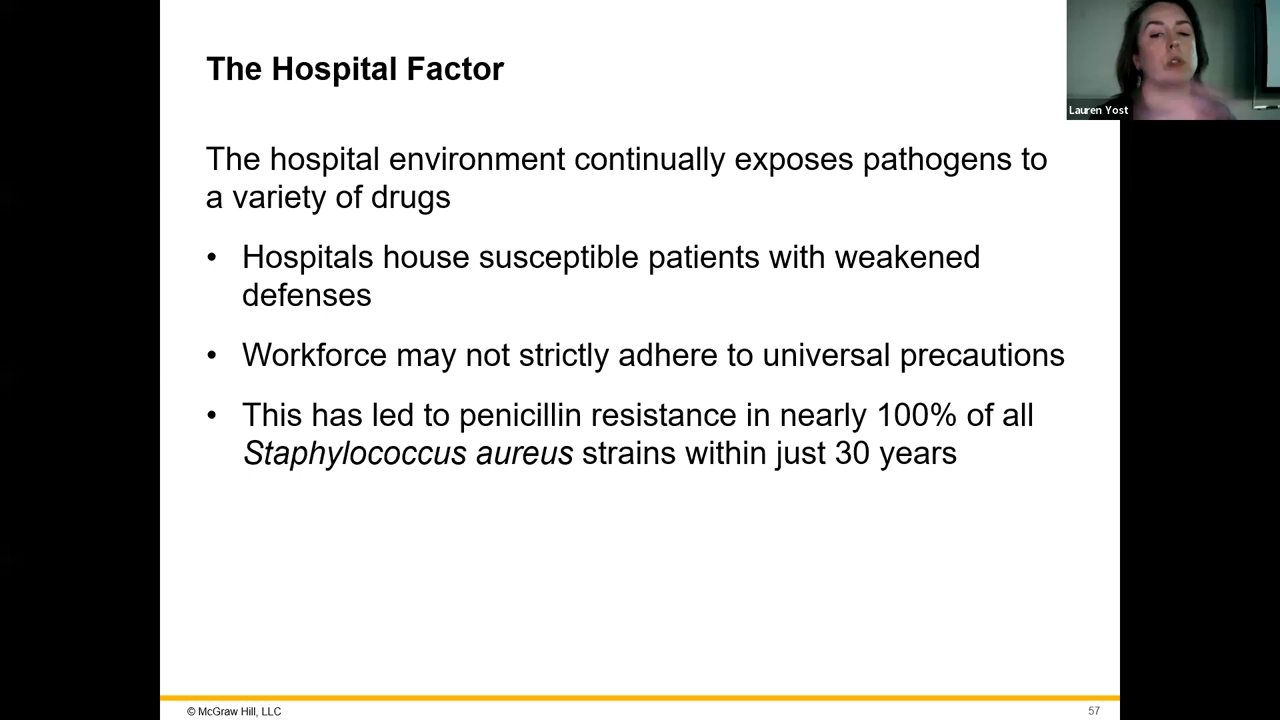 The Hospital Factor
Lauren Yost
The hospital environment continually exposes pathogens to
a variety of drugs
• Hospitals house susceptible patients with weakened
defenses
• Workforce may not strictly adhere to universal precautions
• This has led to penicillin resistance in nearly 100% of all
Staphylococcus aureus strains within just 30 years
© McGraw Hill, LLC
57